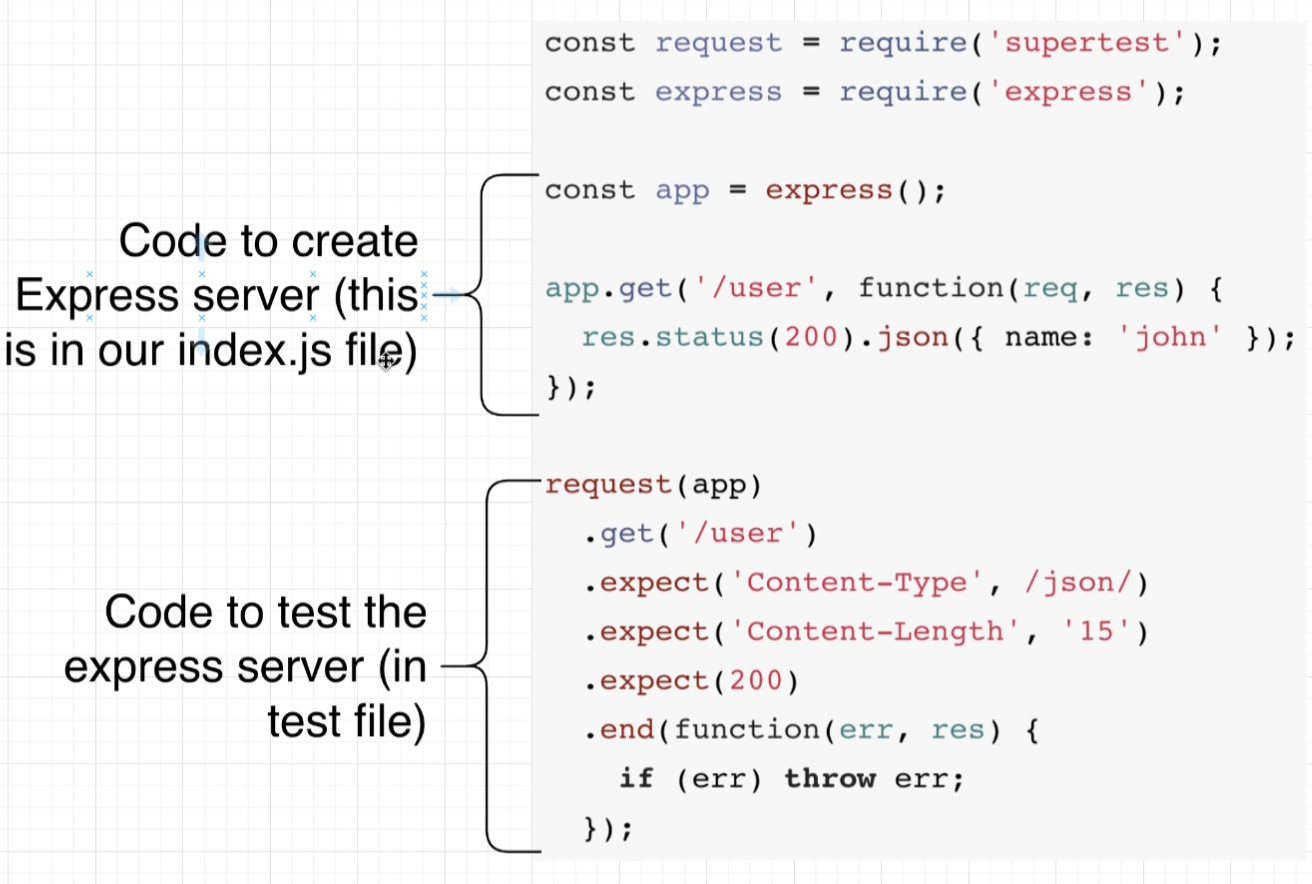 const request = require('supertest');
const express = require('express');
const app = express();
Code to create
Express server (this
is in our index.js file)
app.get('/user', function(req, res) {
  res.status(200).json({ name: 'john' });
});
request(app)
  .get('/user')
  .expect('Content-Type', /json/)
  .expect('Content-Length', '15')
  .expect(200)
  .end(function(err, res) {
    if (err) throw err;
  });
Code to test the
express server (in
test file)